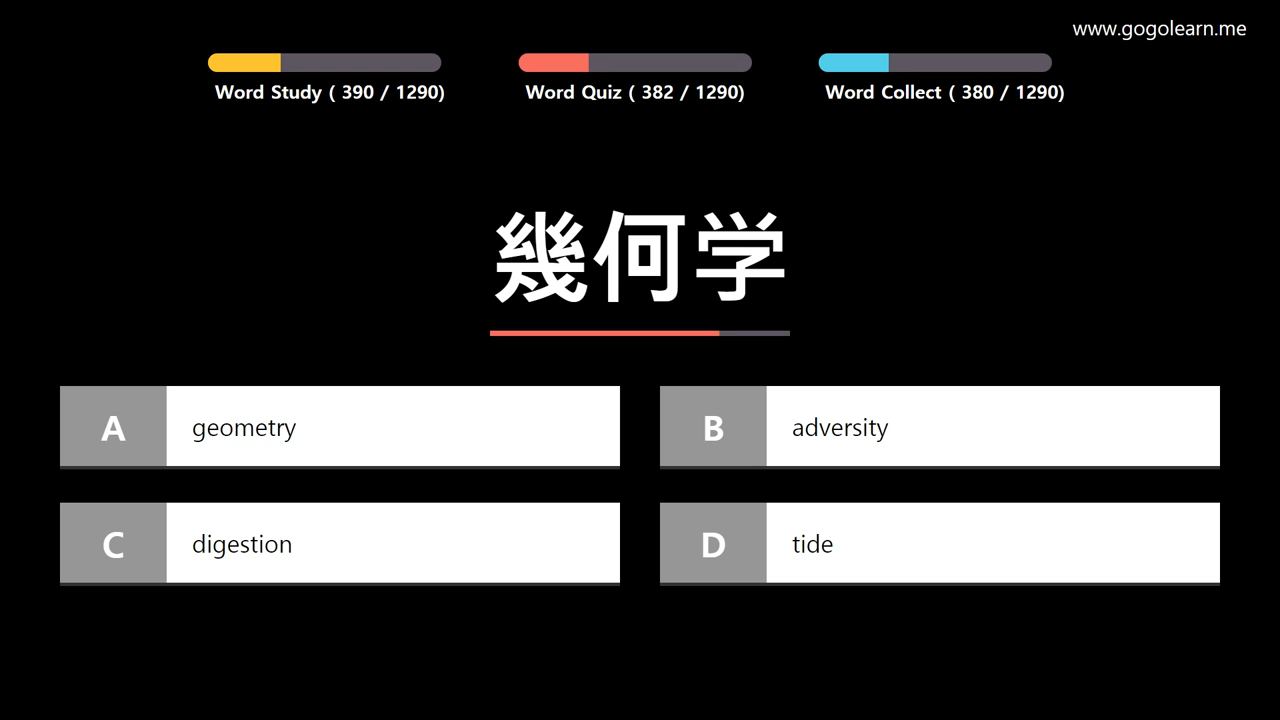 www.gogolearn.me
Word Study ( 390 / 1290)
Word Quiz ( 382 / 1290)
Word Collect ( 380 / 1290)
幾何学
A geometry
B adversity
C digestion
D tide